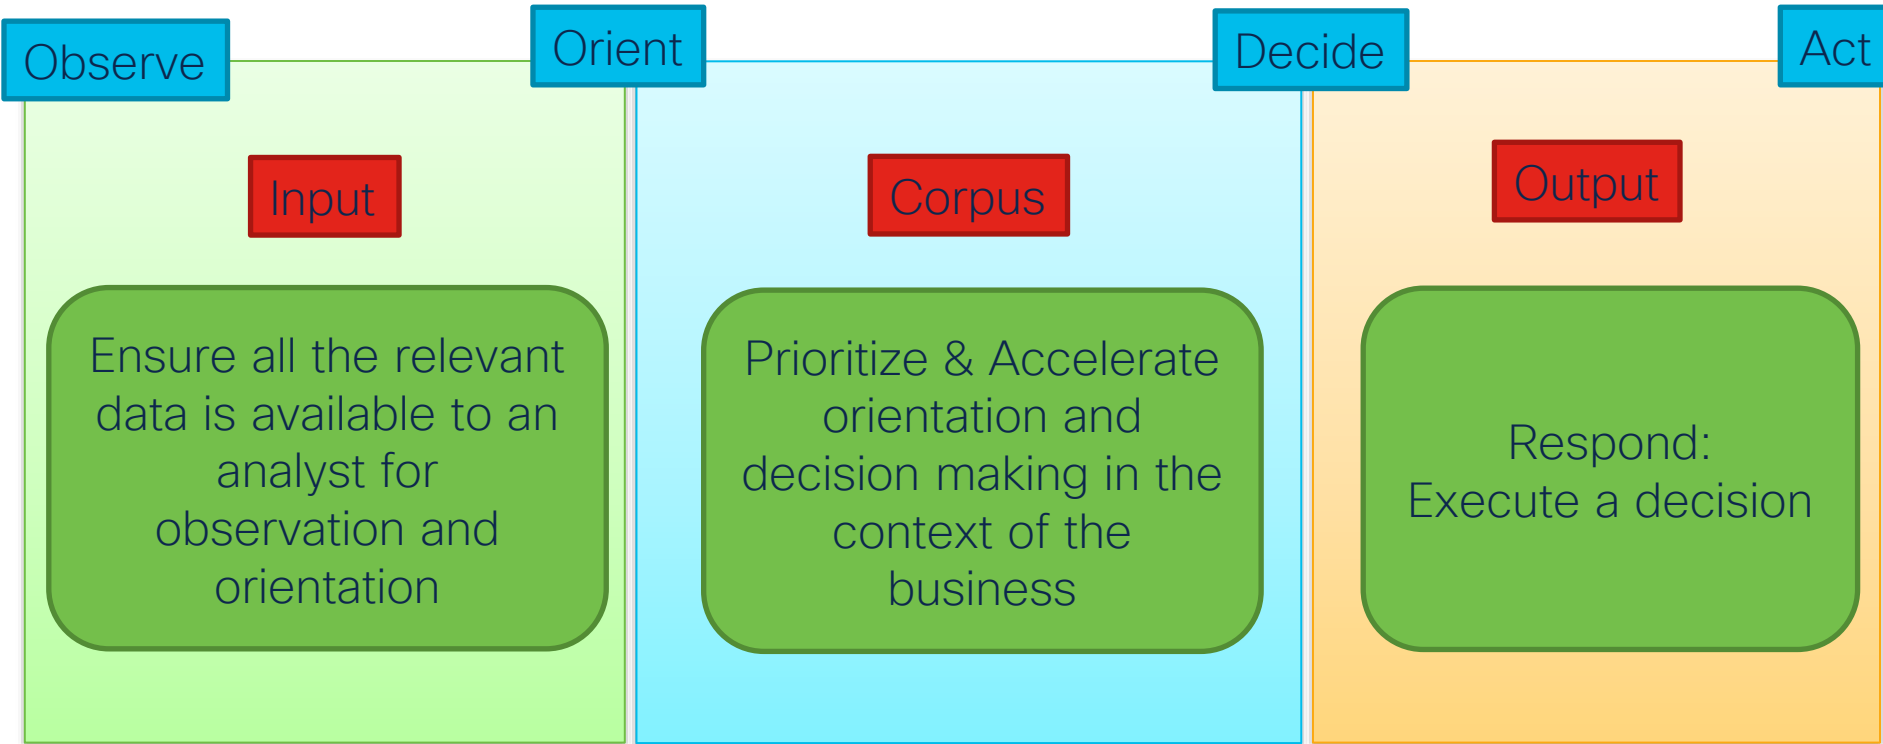 Observe
Orient
Decide
Act
Input
Corpus
Output
Ensure all the relevant
data is available to an
analyst for
observation and
orientation
Prioritize & Accelerate
orientation and
decision making in the
context of the
business
Respond:
Execute a decision